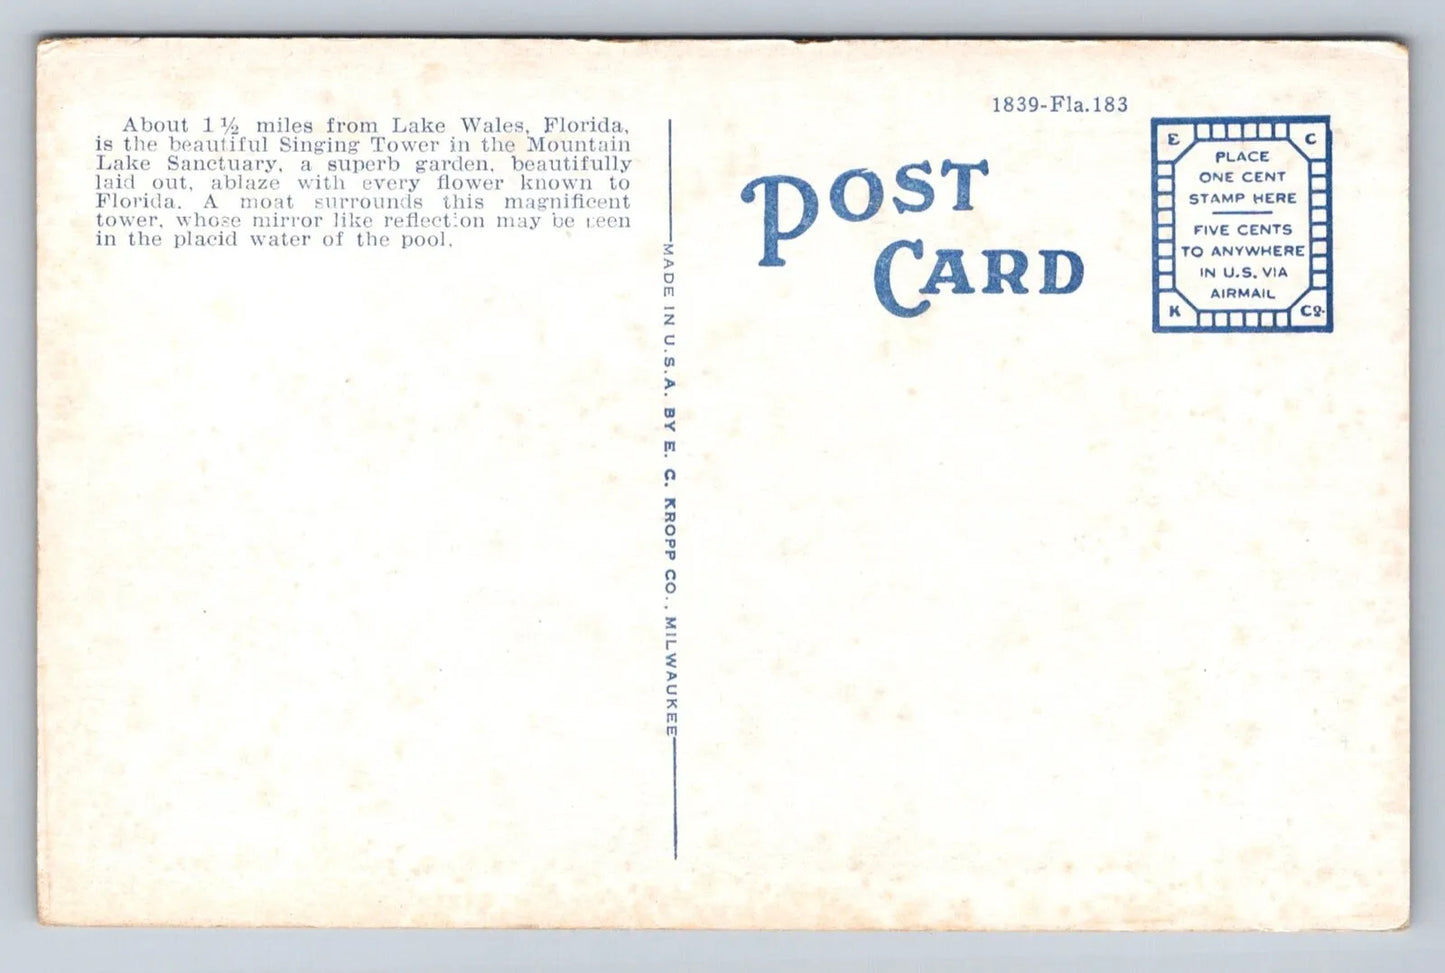 About 1½ miles from Lake Wales, Florida,
is the beautiful Singing Tower in the Mountain
Lake Sanctuary, a superb garden, beautifully
laid out, ablaze with every flower known to
Florida. A moat surrounds this magnificent
tower, whose mirror like reflection may be seen
in the placid water of the pool.
MADE IN U.S.A. BY E. C. KROPP CO., MILWAUKEE
1839-Fla.183
POST
CARD
E C
PLACE
ONE CENT
STAMP HERE
FIVE CENTS
TO ANYWHERE
IN U.S. VIA
AIRMAIL
K Co.